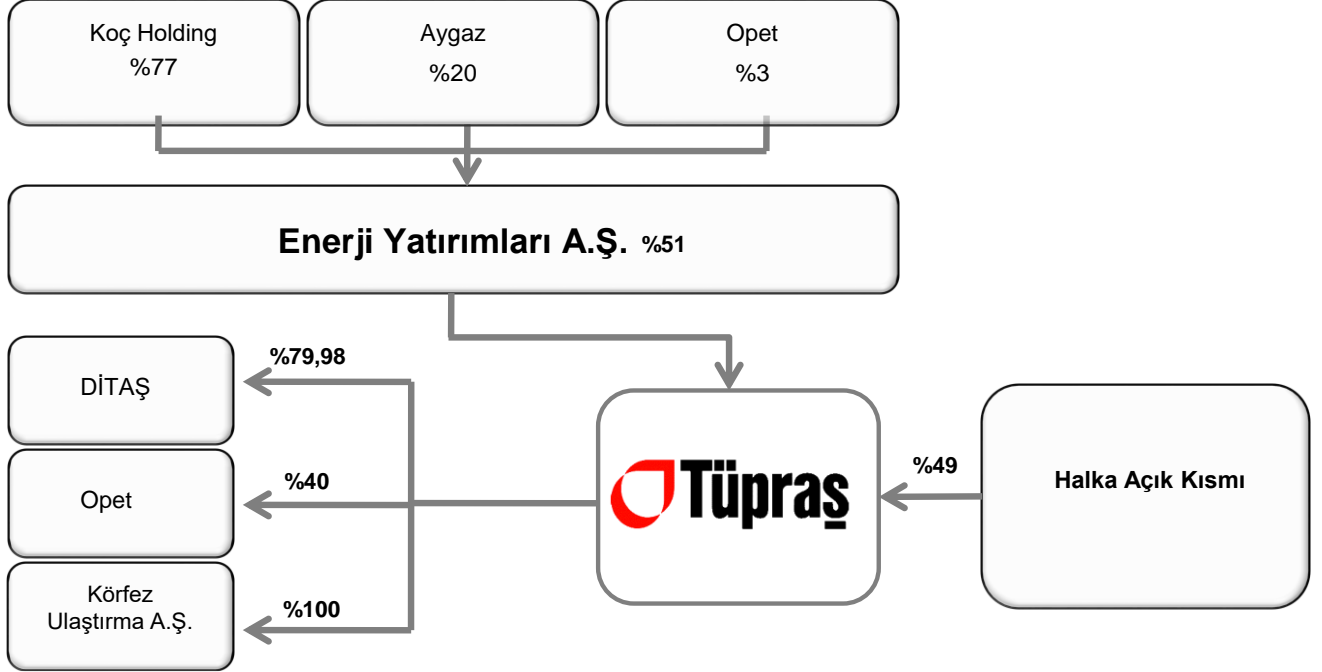 Koç Holding
%77
Aygaz
%20
Opet
%3
Enerji Yatırımları A.Ş. %51
DİTAŞ
%79,98
Opet
%40
Körfez
Ulaştırma A.Ş.
%100
Tüpraş
%49
Halka Açık Kısmı